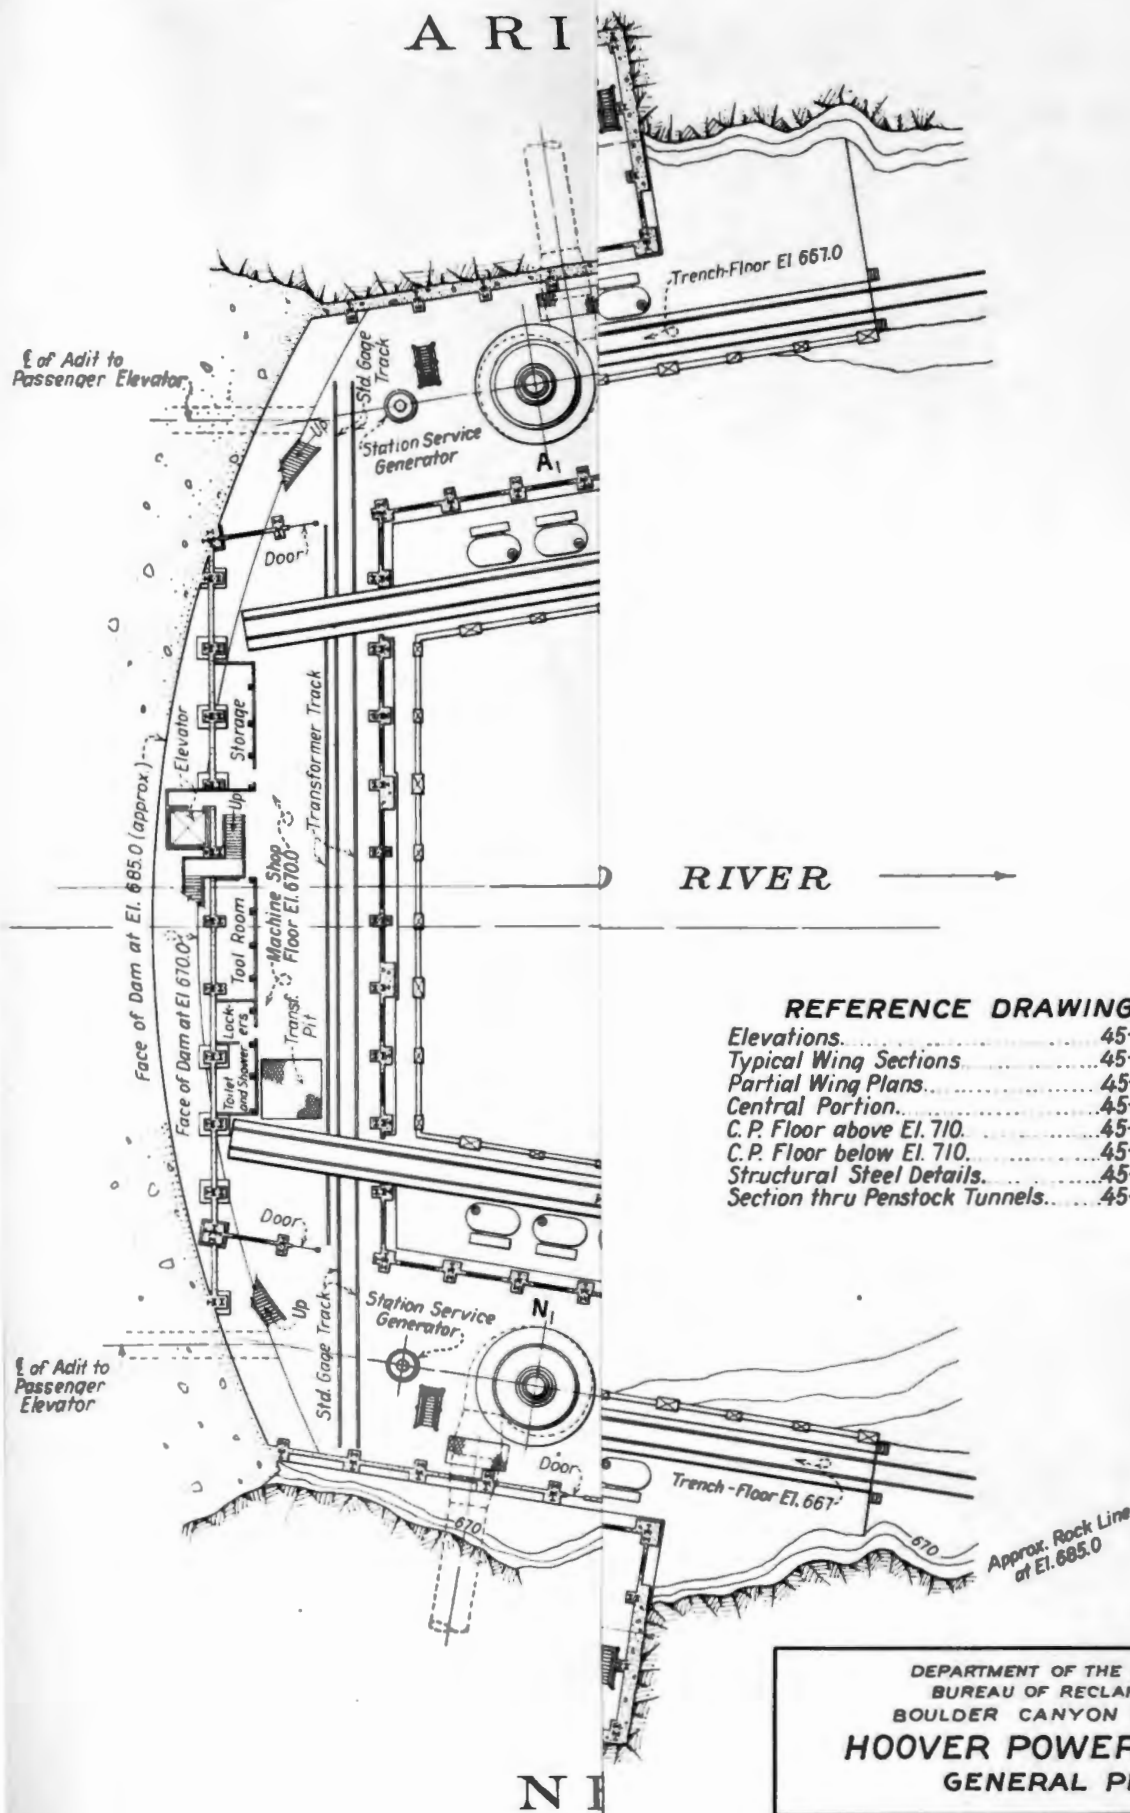 ARI
Trench-Floor El 667.0
℄ of Adit to
Passenger Elevator
Std. Gage
Track
Up
Station Service
Generator
A1
Door
Elevator
Storage
Transformer Track
Up
Face of Dam at El. 685.0 (approx.)
Machine Shop
Floor El. 670.0
RIVER
Tool Room
Face of Dam at El 670.0
Lock-
ers
Transf.
Pit
Toilet
and Shower
REFERENCE DRAWING
Elevations 45-
Typical Wing Sections 45-
Partial Wing Plans 45-
Central Portion 45-
C. P. Floor above El. 710. 45-
C. P. Floor below El. 710. 45-
Structural Steel Details. 45-
Section thru Penstock Tunnels. 45-
Door
Up
Std. Gage Track
Station Service
Generator
N1
℄ of Adit to
Passenger
Elevator
Door
Trench-Floor El. 667
670
670
Approx. Rock Line
at El. 685.0
DEPARTMENT OF THE
BUREAU OF RECLA
BOULDER CANYON
HOOVER POWER
GENERAL P
N